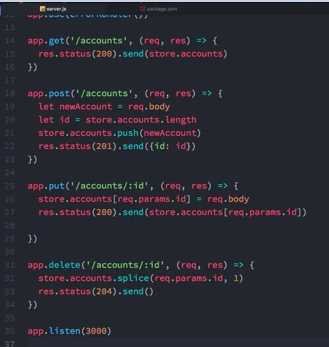 server.js package.json
12 app.use(errorhandler())
13
14 app.get('/accounts', (req, res) => {
15   res.status(200).send(store.accounts)
16 })
17
18 app.post('/accounts', (req, res) => {
19   let newAccount = req.body
20   let id = store.accounts.length
21   store.accounts.push(newAccount)
22   res.status(201).send({id: id})
23 })
24
25 app.put('/accounts/:id', (req, res) => {
26   store.accounts[req.params.id] = req.body
27   res.status(200).send(store.accounts[req.params.id])
28
29 })
30
31 app.delete('/accounts/:id', (req, res) => {
32   store.accounts.splice(req.params.id, 1)
33   res.status(204).send()
34 })
35
36 app.listen(3000)
37